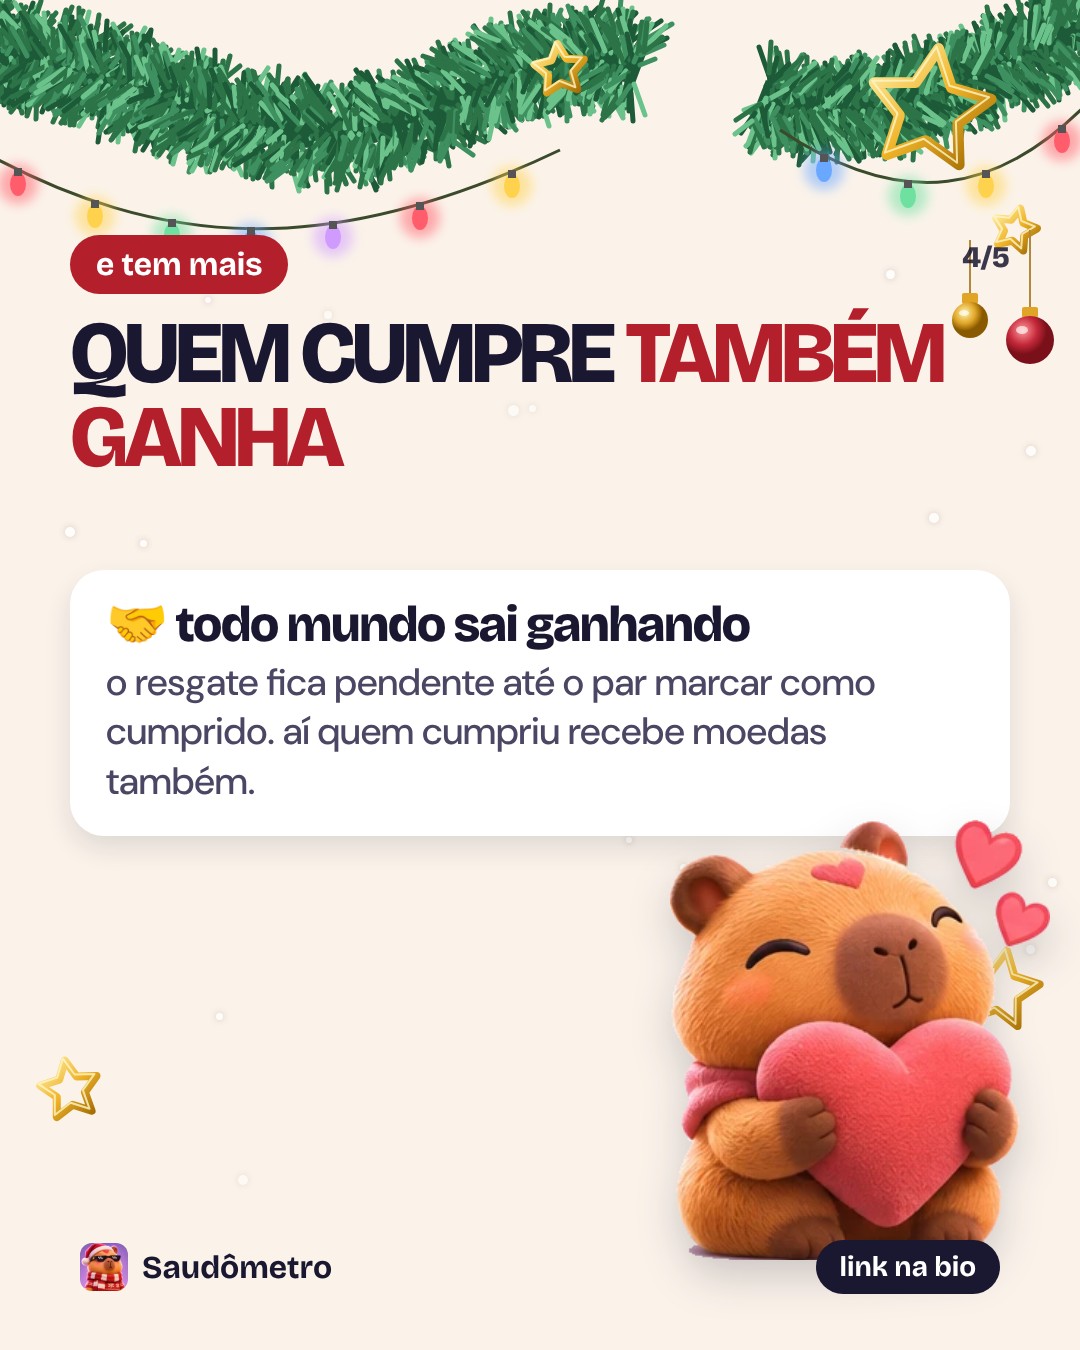 e tem mais
4/5
QUEM CUMPRE TAMBÉM
GANHA
🤝 todo mundo sai ganhando
o resgate fica pendente até o par marcar como
cumprido. aí quem cumpriu recebe moedas
também.
Saudômetro
link na bio